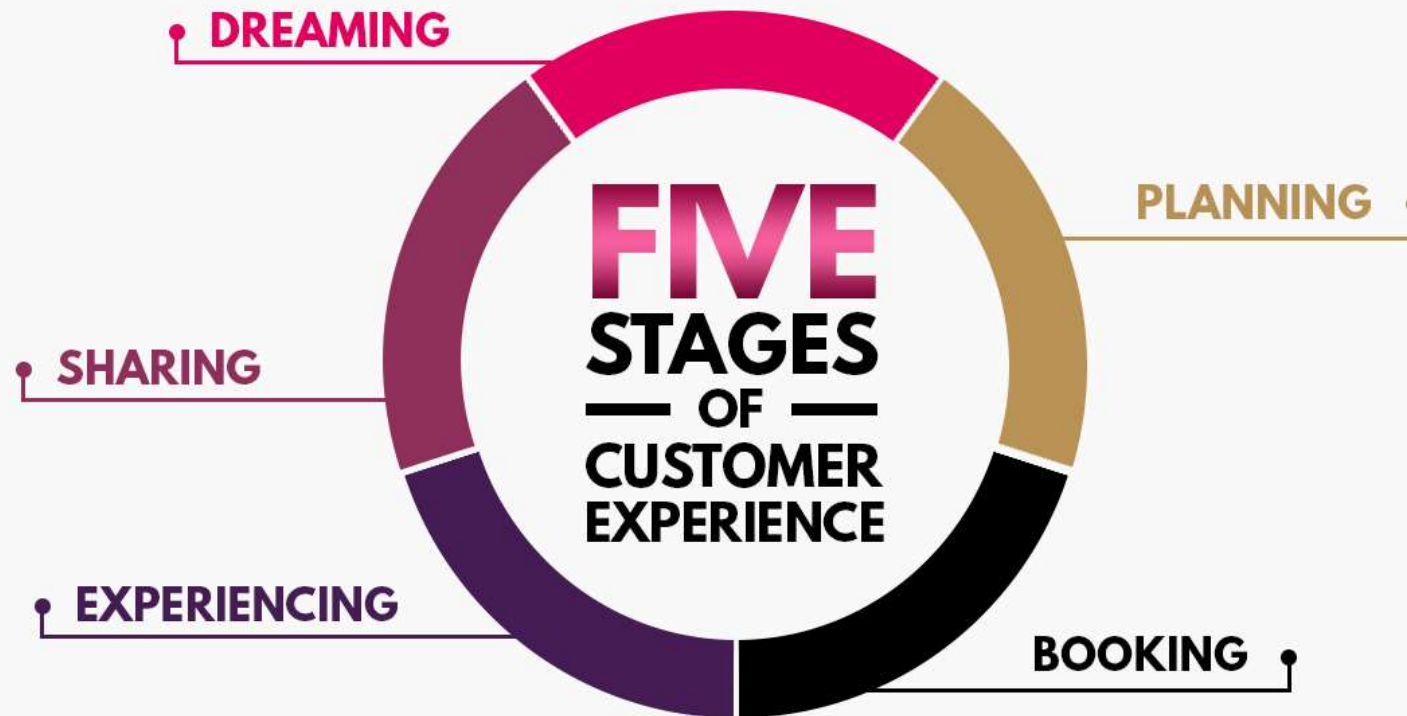 DREAMING
PLANNING
FIVE
STAGES
OF
CUSTOMER
EXPERIENCE
SHARING
EXPERIENCING
BOOKING